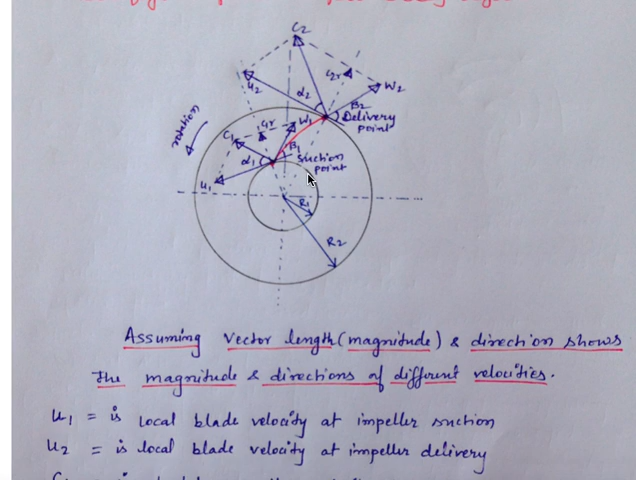 C2
C2r
W2
U2
α2
β2
Delivery
point
rotation
C1
C1r
W1
α1
β1
Suction
point
U1
R1
R2
Assuming Vector length (magnitude) & direction shows
the magnitude & directions of different velocities.
U1 = is local blade velocity at impeller suction
U2 = is local blade velocity at impeller delivery